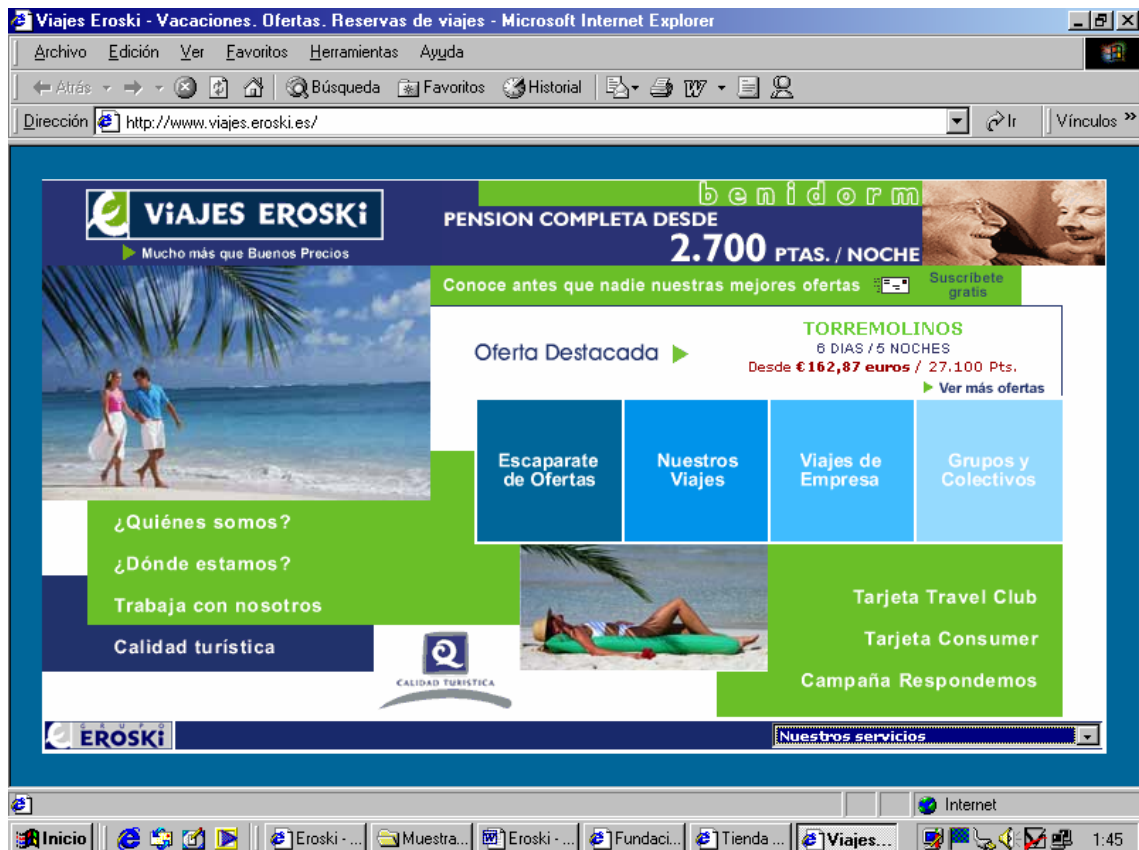 Viajes Eroski - Vacaciones. Ofertas. Reservas de viajes - Microsoft Internet Explorer
Archivo Edición Ver Favoritos Herramientas Ayuda
Atrás Búsqueda Favoritos Historial
Dirección http://www.viajes.eroski.es/ Ir Vínculos »
ViAJES EROSKi
Mucho más que Buenos Precios
benidorm
PENSION COMPLETA DESDE
2.700 PTAS. / NOCHE
Conoce antes que nadie nuestras mejores ofertas
Suscríbete
gratis
Oferta Destacada
TORREMOLINOS
6 DIAS / 5 NOCHES
Desde €162,87 euros / 27.100 Pts.
Ver más ofertas
Escaparate
de Ofertas
Nuestros
Viajes
Viajes de
Empresa
Grupos y
Colectivos
¿Quiénes somos?
¿Dónde estamos?
Trabaja con nosotros
Calidad turística
Q
CALIDAD TURISTICA
Tarjeta Travel Club
Tarjeta Consumer
Campaña Respondemos
GRUPO
EROSKi
Nuestros servicios
Internet
Inicio Eroski - ... Muestra... Eroski - ... Fundaci... Tienda ... Viajes... 1:45